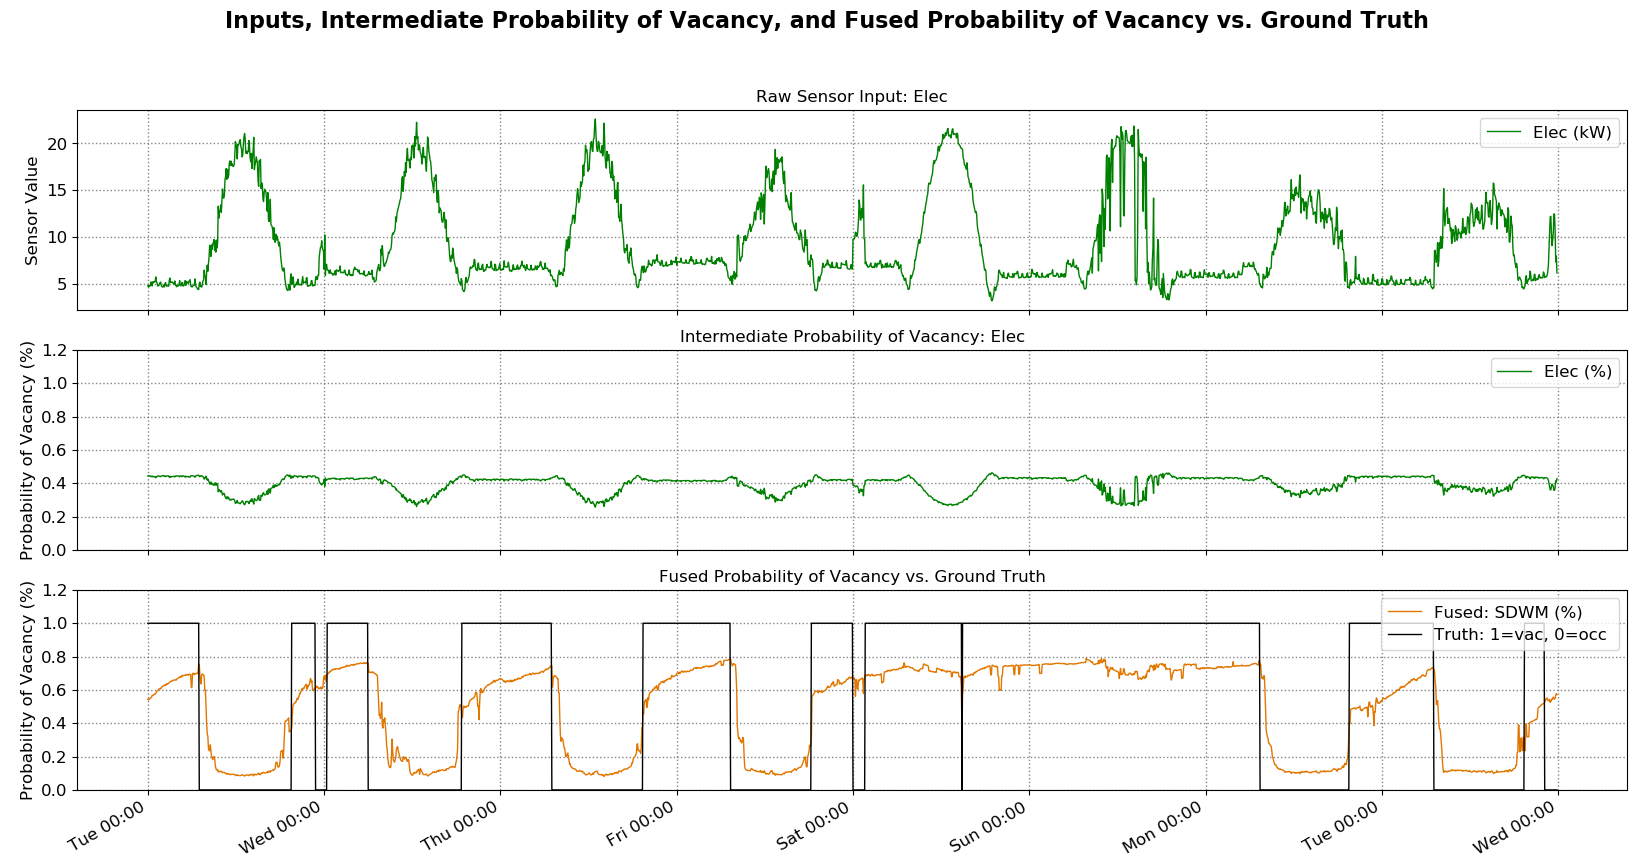 Inputs, Intermediate Probability of Vacancy, and Fused Probability of Vacancy vs. Ground Truth
Raw Sensor Input: Elec
Sensor Value
20
15
10
5
Elec (kW)
Intermediate Probability of Vacancy: Elec
Probability of Vacancy (%)
1.2
1.0
0.8
0.6
0.4
0.2
0.0
Elec (%)
Fused Probability of Vacancy vs. Ground Truth
Probability of Vacancy (%)
1.2
1.0
0.8
0.6
0.4
0.2
0.0
Fused: SDWM (%)
Truth: 1=vac, 0=occ
Tue 00:00
Wed 00:00
Thu 00:00
Fri 00:00
Sat 00:00
Sun 00:00
Mon 00:00
Tue 00:00
Wed 00:00